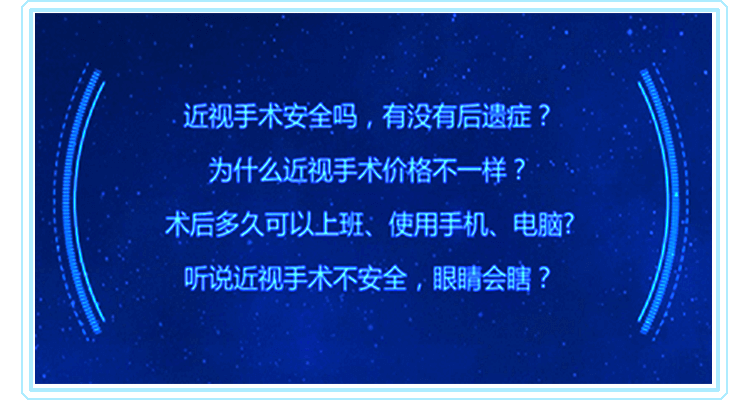 近视手术安全吗，有没有后遗症？
为什么近视手术价格不一样？
术后多久可以上班、使用手机、电脑?
听说近视手术不安全，眼睛会瞎？